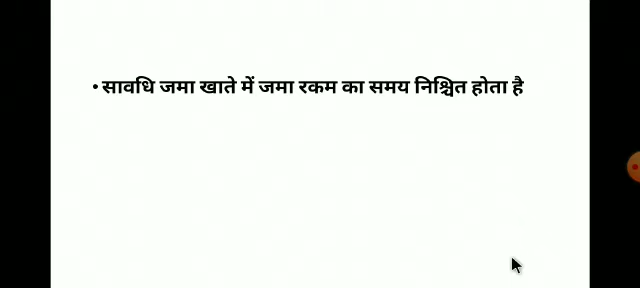 • सावधि जमा खाते में जमा रकम का समय निश्चित होता है